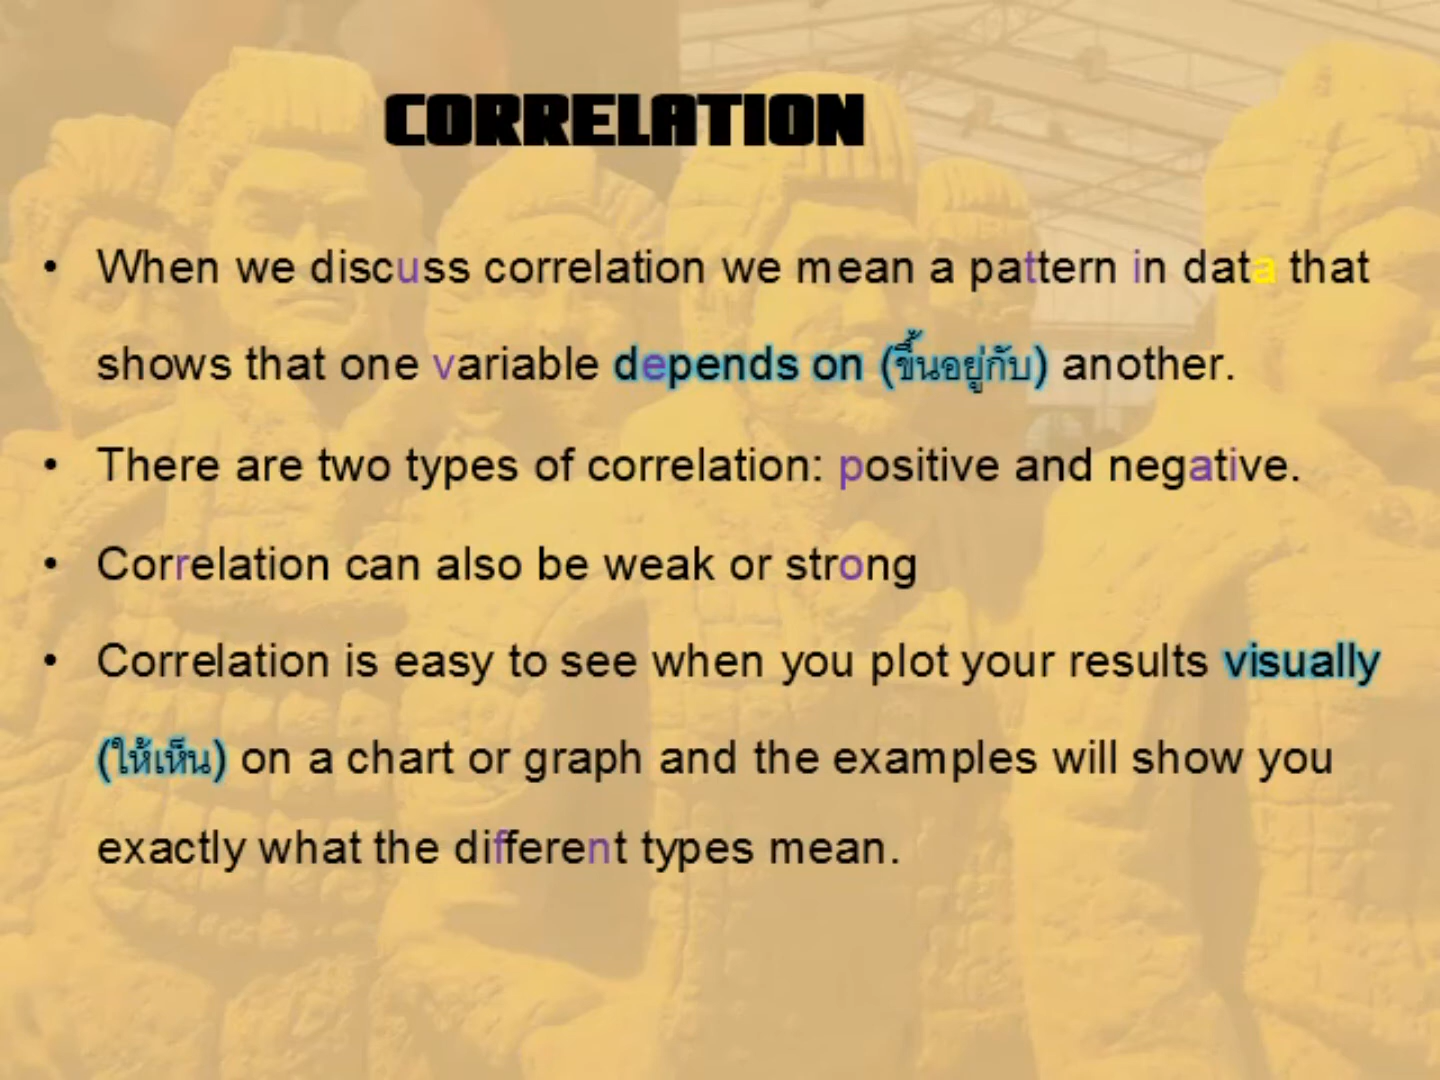 CORRELATION
• When we discuss correlation we mean a pattern in data that
shows that one variable depends on (ขึ้นอยู่กับ) another.
• There are two types of correlation: positive and negative.
• Correlation can also be weak or strong
• Correlation is easy to see when you plot your results visually
(ให้เห็น) on a chart or graph and the examples will show you
exactly what the different types mean.